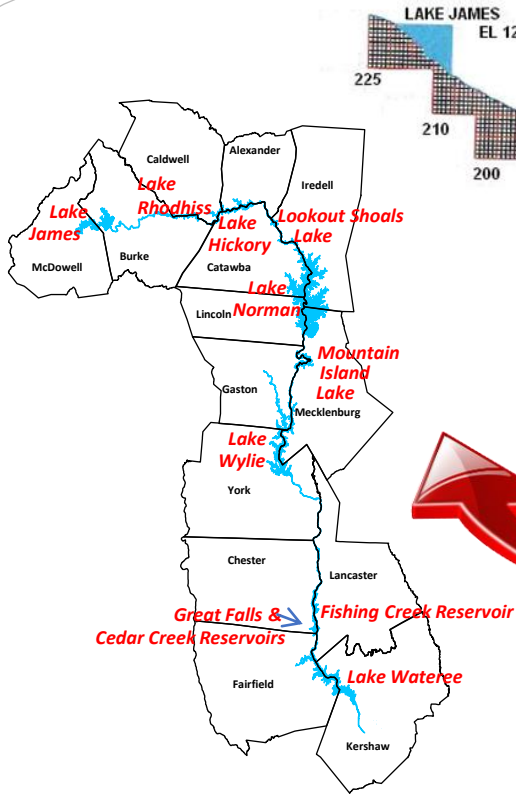 LAKE JAMES
EL 12
225
210
200
Caldwell
Alexander
Iredell
Lake
Rhodhiss
Lake
James
Lake
Hickory
Lookout Shoals
Lake
McDowell
Burke
Catawba
Lake
Norman
Lincoln
Mountain
Island
Lake
Gaston
Mecklenburg
Lake
Wylie
York
Chester
Lancaster
Great Falls &
Cedar Creek Reservoirs
Fishing Creek Reservoir
Lake Wateree
Fairfield
Kershaw